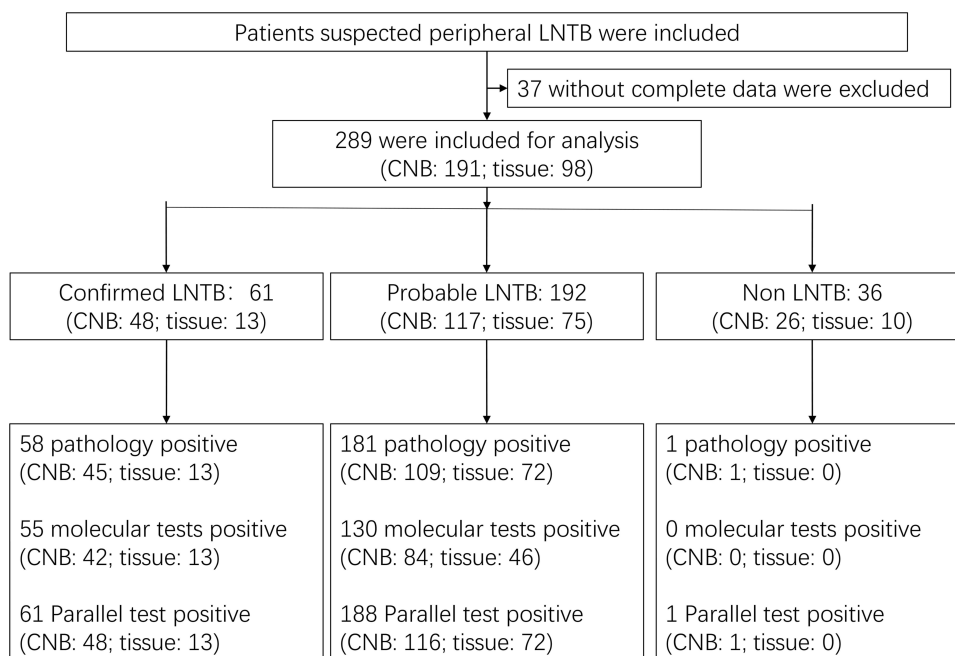 Patients suspected peripheral LNTB were included
37 without complete data were excluded
289 were included for analysis
(CNB: 191; tissue: 98)
Confirmed LNTB： 61
(CNB: 48; tissue: 13)
Probable LNTB: 192
(CNB: 117; tissue: 75)
Non LNTB: 36
(CNB: 26; tissue: 10)
58 pathology positive
(CNB: 45; tissue: 13)
55 molecular tests positive
(CNB: 42; tissue: 13)
61 Parallel test positive
(CNB: 48; tissue: 13)
181 pathology positive
(CNB: 109; tissue: 72)
130 molecular tests positive
(CNB: 84; tissue: 46)
188 Parallel test positive
(CNB: 116; tissue: 72)
1 pathology positive
(CNB: 1; tissue: 0)
0 molecular tests positive
(CNB: 0; tissue: 0)
1 Parallel test positive
(CNB: 1; tissue: 0)